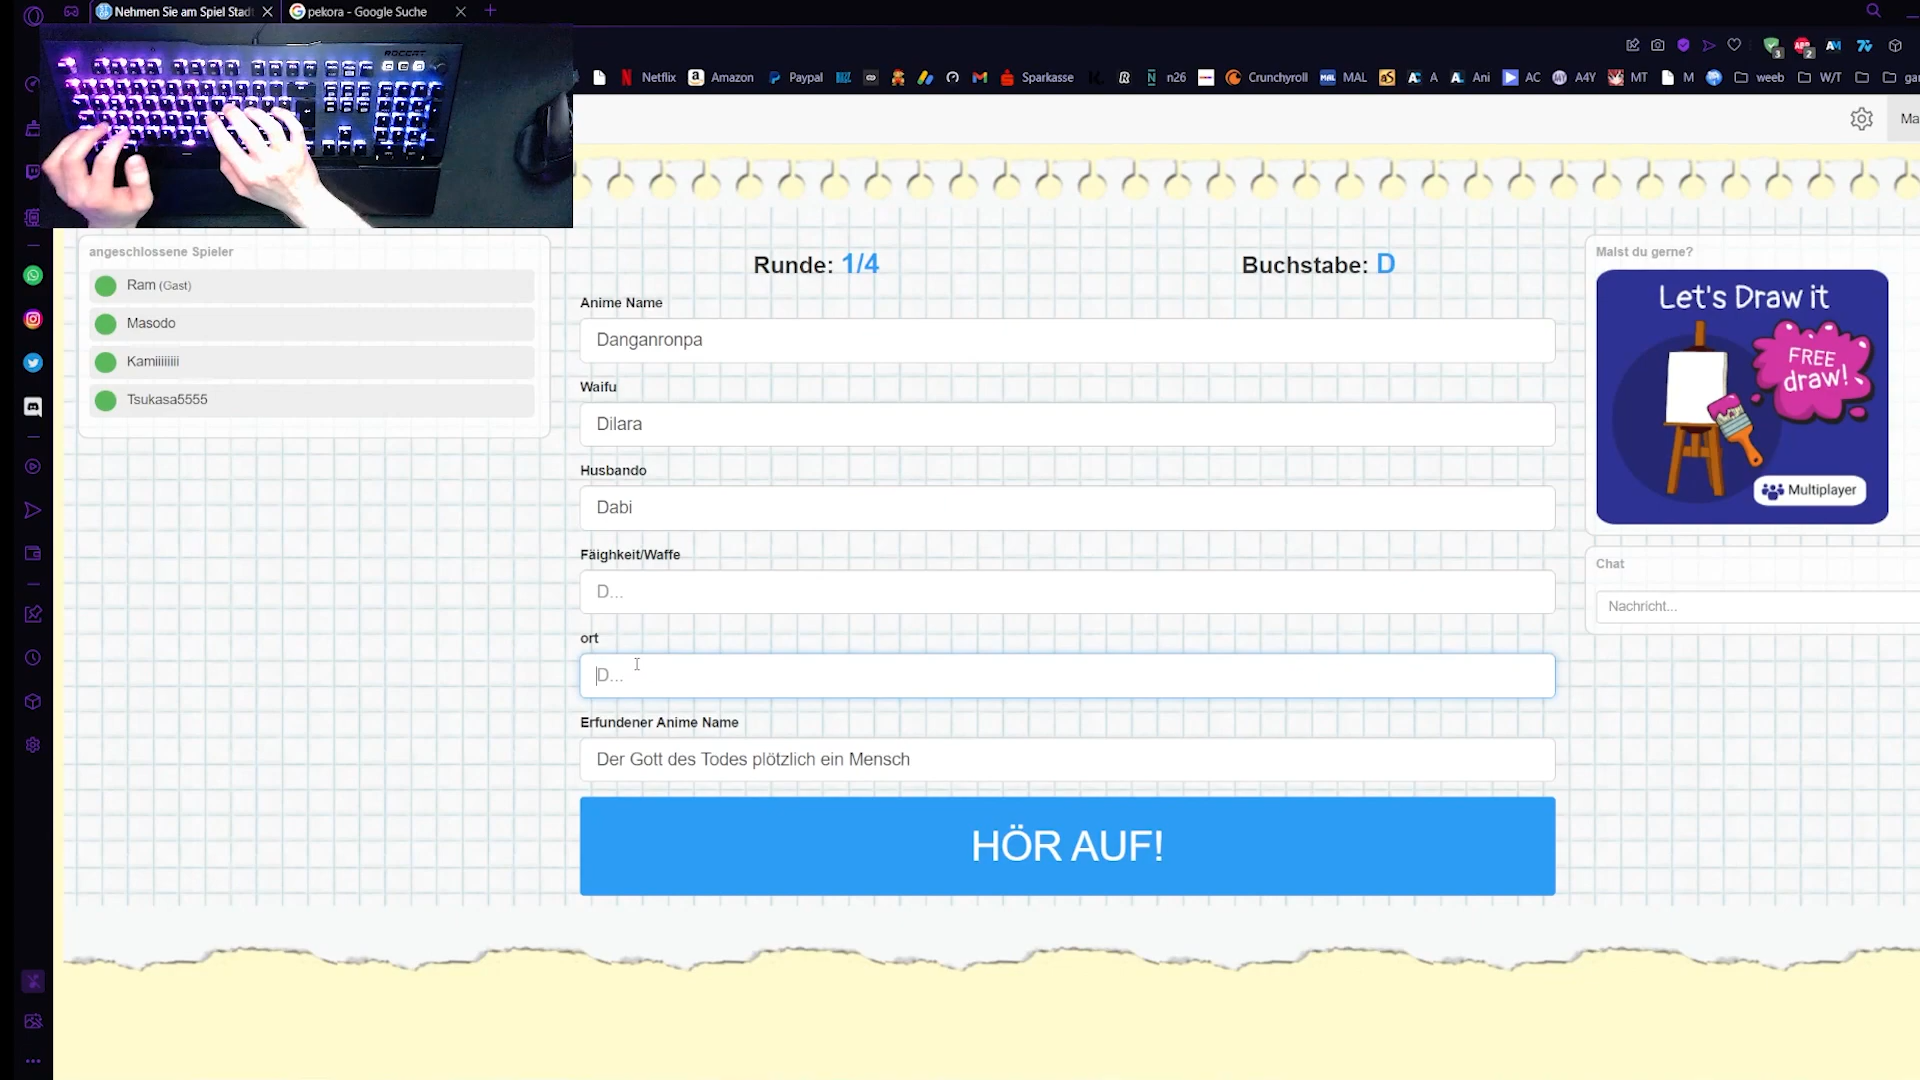 Nehmen Sie am Spiel Stadt
pekora - Google Suche
ROCCAT
Netflix
Amazon
Paypal
Sparkasse
n26
Crunchyroll
MAL
A
Ani
AC
A4Y
MT
M
weeb
W/T
Ma
angeschlossene Spieler
Ram (Gast)
Masodo
Kamiiiiiiii
Tsukasa5555
Runde: 1/4
Buchstabe: D
Anime Name
Danganronpa
Waifu
Dilara
Husbando
Dabi
Fäighkeit/Waffe
D...
ort
D...
Erfundener Anime Name
Der Gott des Todes plötzlich ein Mensch
HÖR AUF!
Malst du gerne?
Let's Draw it
FREE
draw!
Multiplayer
Chat
Nachricht...